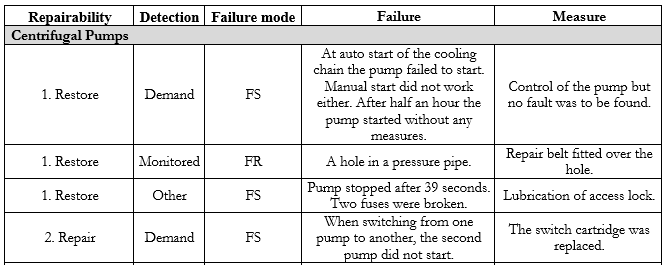 Repairability Detection Failure mode Failure Measure
Centrifugal Pumps
At auto start of the cooling
chain the pump failed to start.
1. Restore Demand FS Manual start did not work Control of the pump but
either. After half an hour the no fault was to be found.
pump started without any
measures.
1. Restore Monitored FR A hole in a pressure pipe. Repair belt fitted over the
hole.
1. Restore Other FS Pump stopped after 39 seconds. Lubrication of access lock.
Two fuses were broken.
When switching from one
2. Repair Demand FS pump to another, the second The switch cartridge was
pump did not start. replaced.